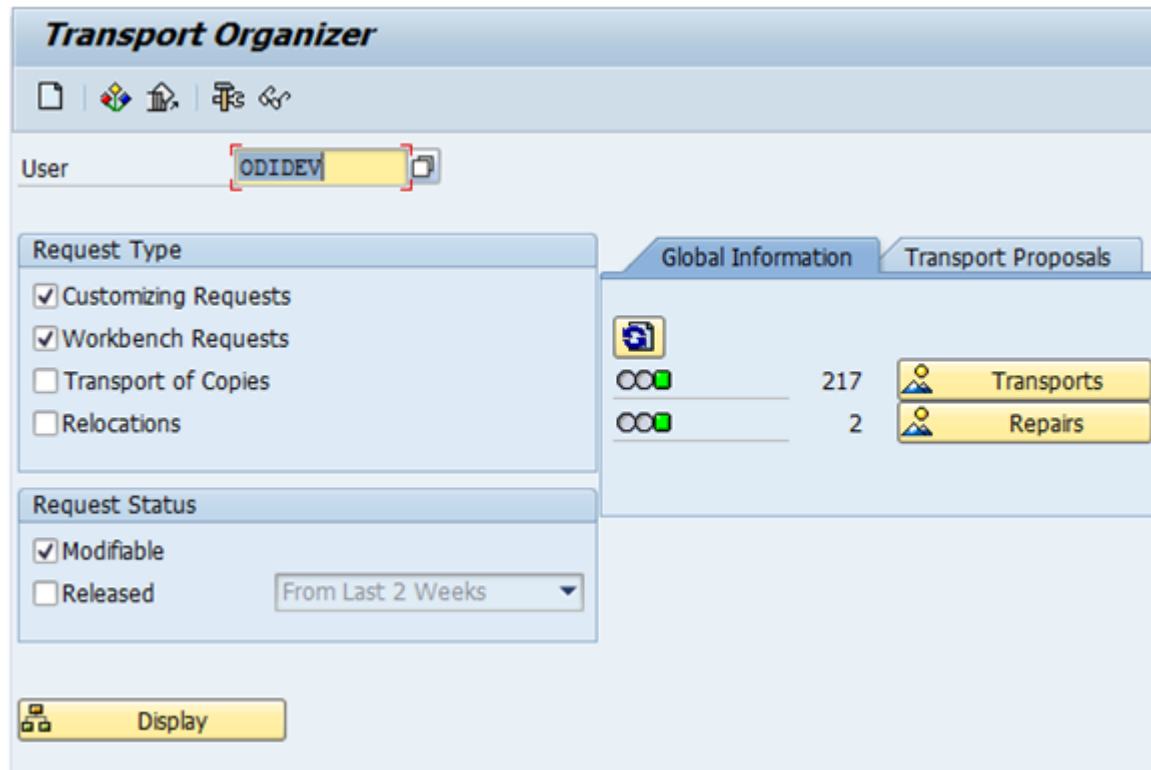 Transport Organizer
User ODIDEV
Request Type
Customizing Requests
Workbench Requests
Transport of Copies
Relocations
Global Information Transport Proposals
217 Transports
2 Repairs
Request Status
Modifiable
Released From Last 2 Weeks
Display